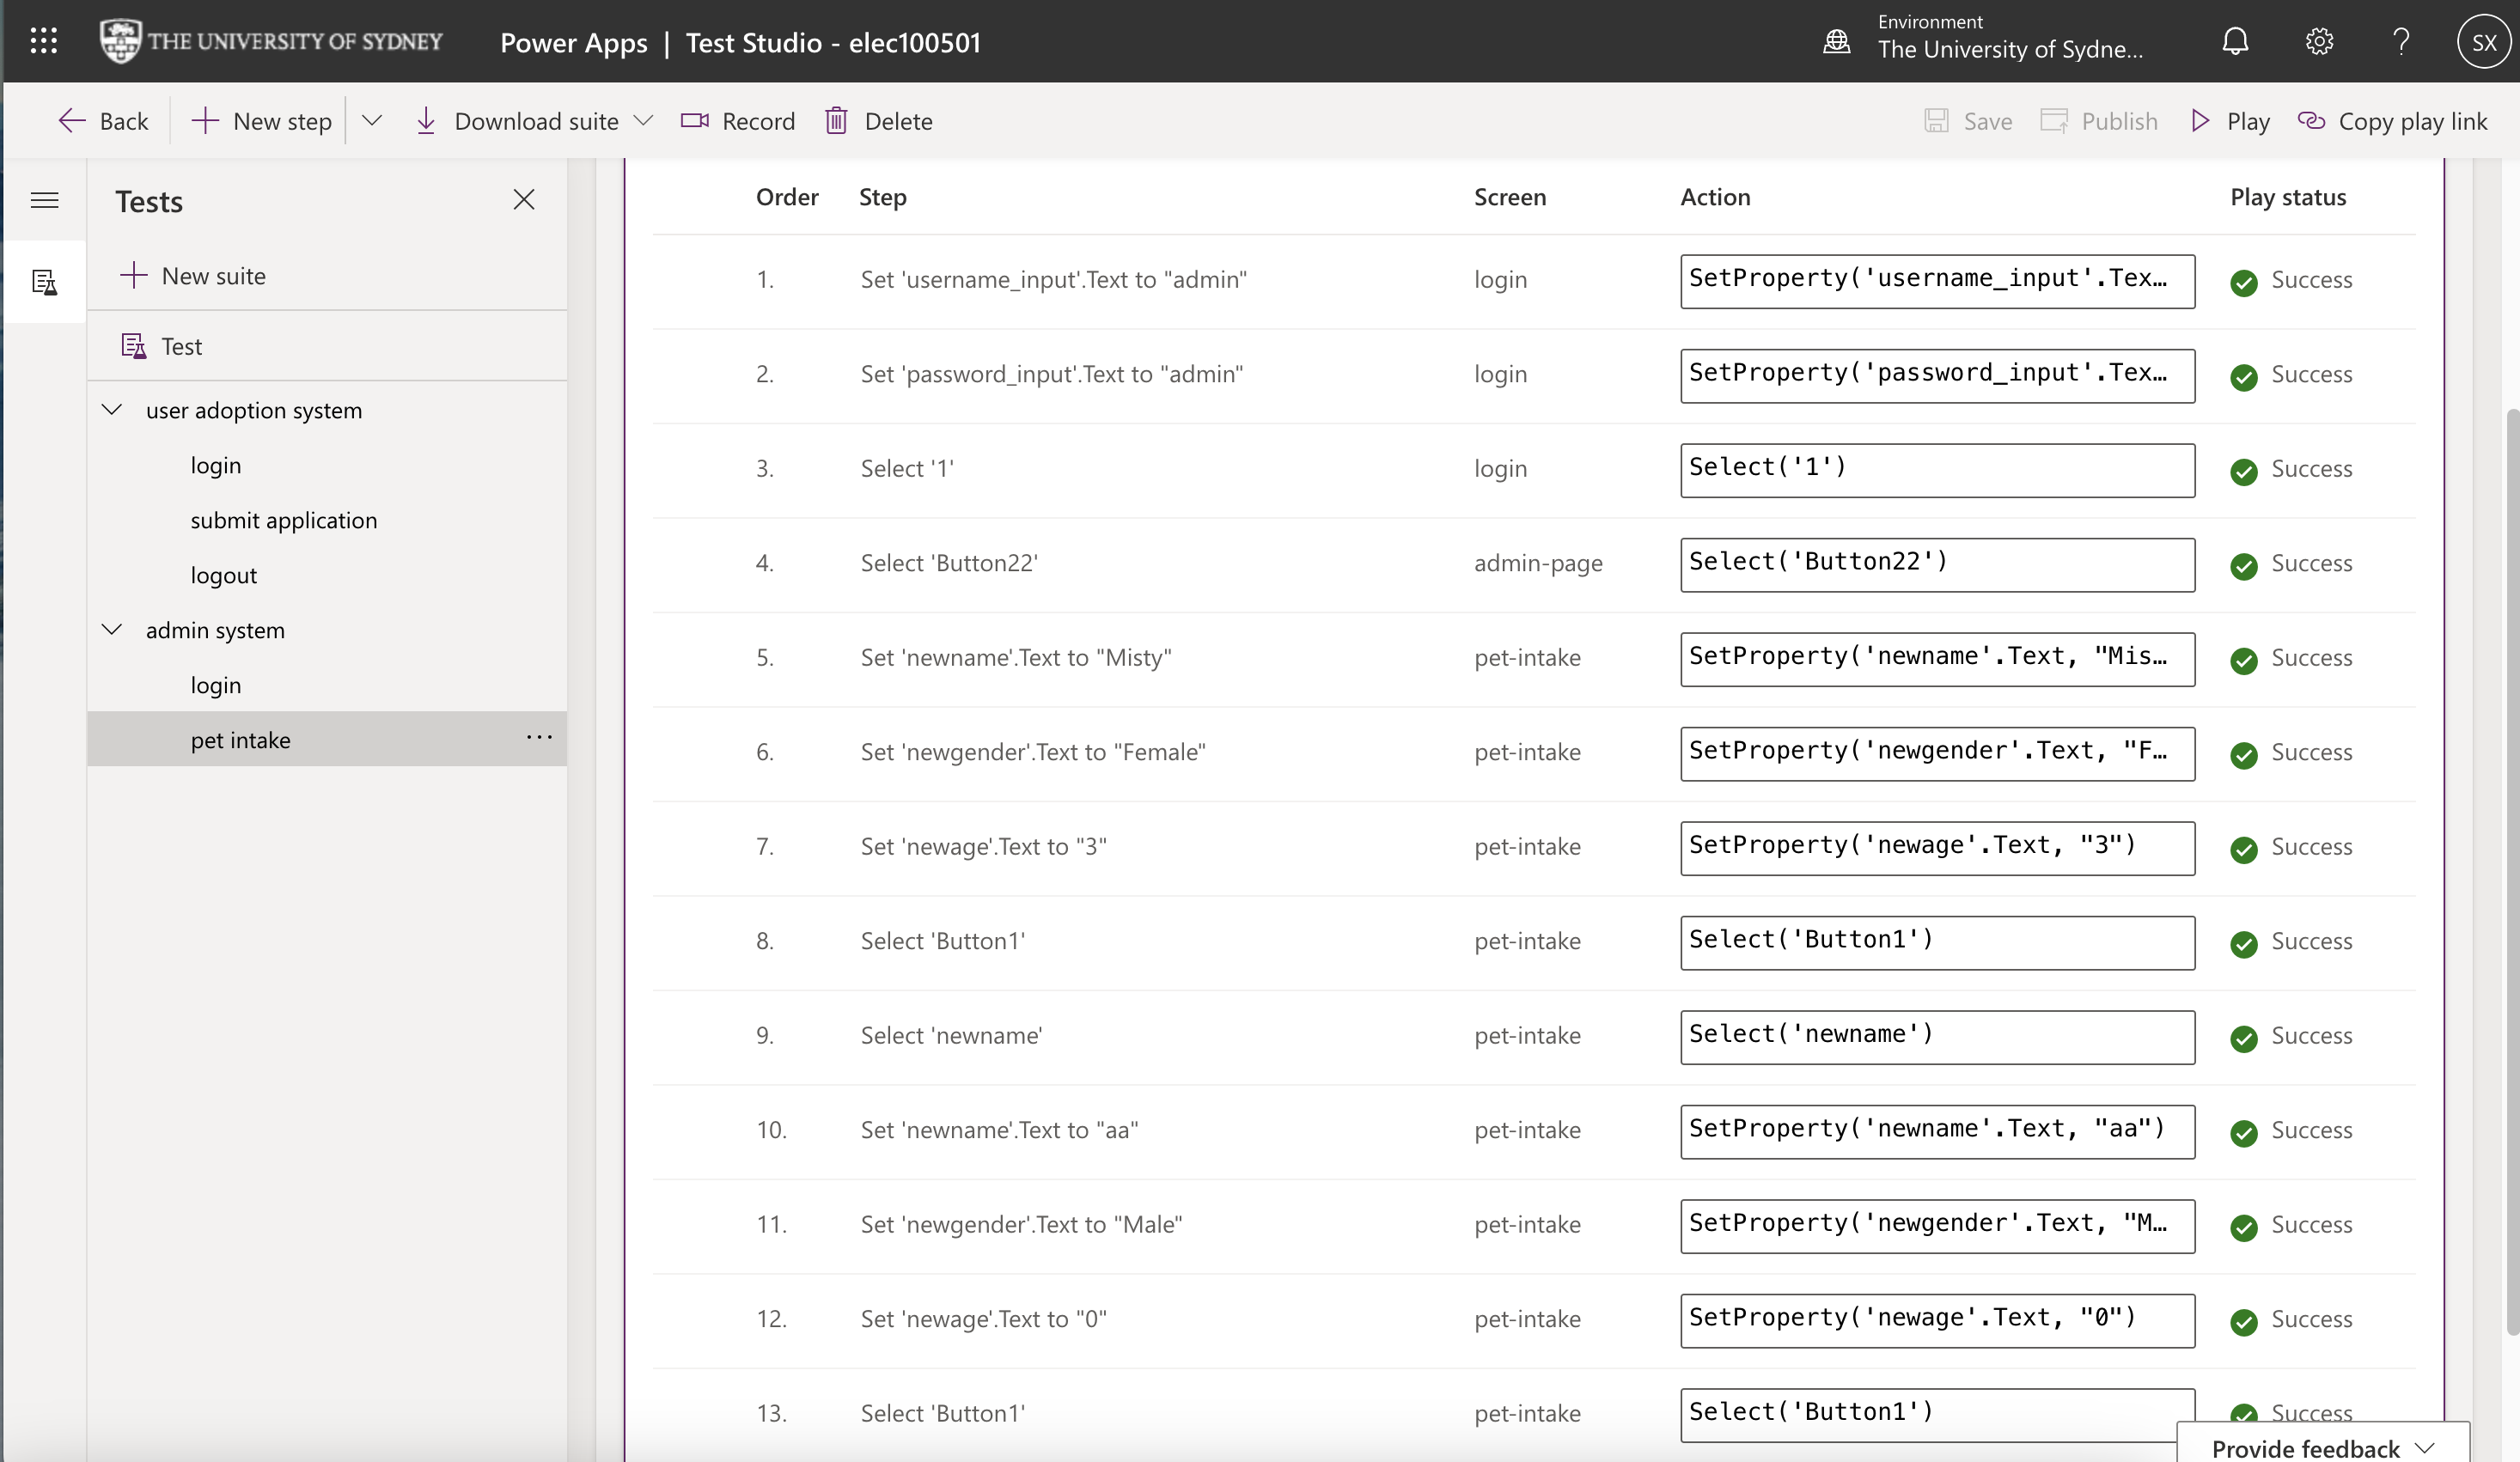 THE UNIVERSITY OF SYDNEY Power Apps | Test Studio - elec100501 Environment
The University of Sydne... ? SX
Back New step Download suite Record Delete Save Publish Play Copy play link
Tests
New suite
Test
user adoption system
login
submit application
logout
admin system
login
pet intake ...
Order Step Screen Action Play status
1. Set 'username_input'.Text to "admin" login SetProperty('username_input'.Tex… Success
2. Set 'password_input'.Text to "admin" login SetProperty('password_input'.Tex… Success
3. Select '1' login Select('1') Success
4. Select 'Button22' admin-page Select('Button22') Success
5. Set 'newname'.Text to "Misty" pet-intake SetProperty('newname'.Text, "Mis… Success
6. Set 'newgender'.Text to "Female" pet-intake SetProperty('newgender'.Text, "F… Success
7. Set 'newage'.Text to "3" pet-intake SetProperty('newage'.Text, "3") Success
8. Select 'Button1' pet-intake Select('Button1') Success
9. Select 'newname' pet-intake Select('newname') Success
10. Set 'newname'.Text to "aa" pet-intake SetProperty('newname'.Text, "aa") Success
11. Set 'newgender'.Text to "Male" pet-intake SetProperty('newgender'.Text, "M… Success
12. Set 'newage'.Text to "0" pet-intake SetProperty('newage'.Text, "0") Success
13. Select 'Button1' pet-intake Select('Button1') Success
Provide feedback